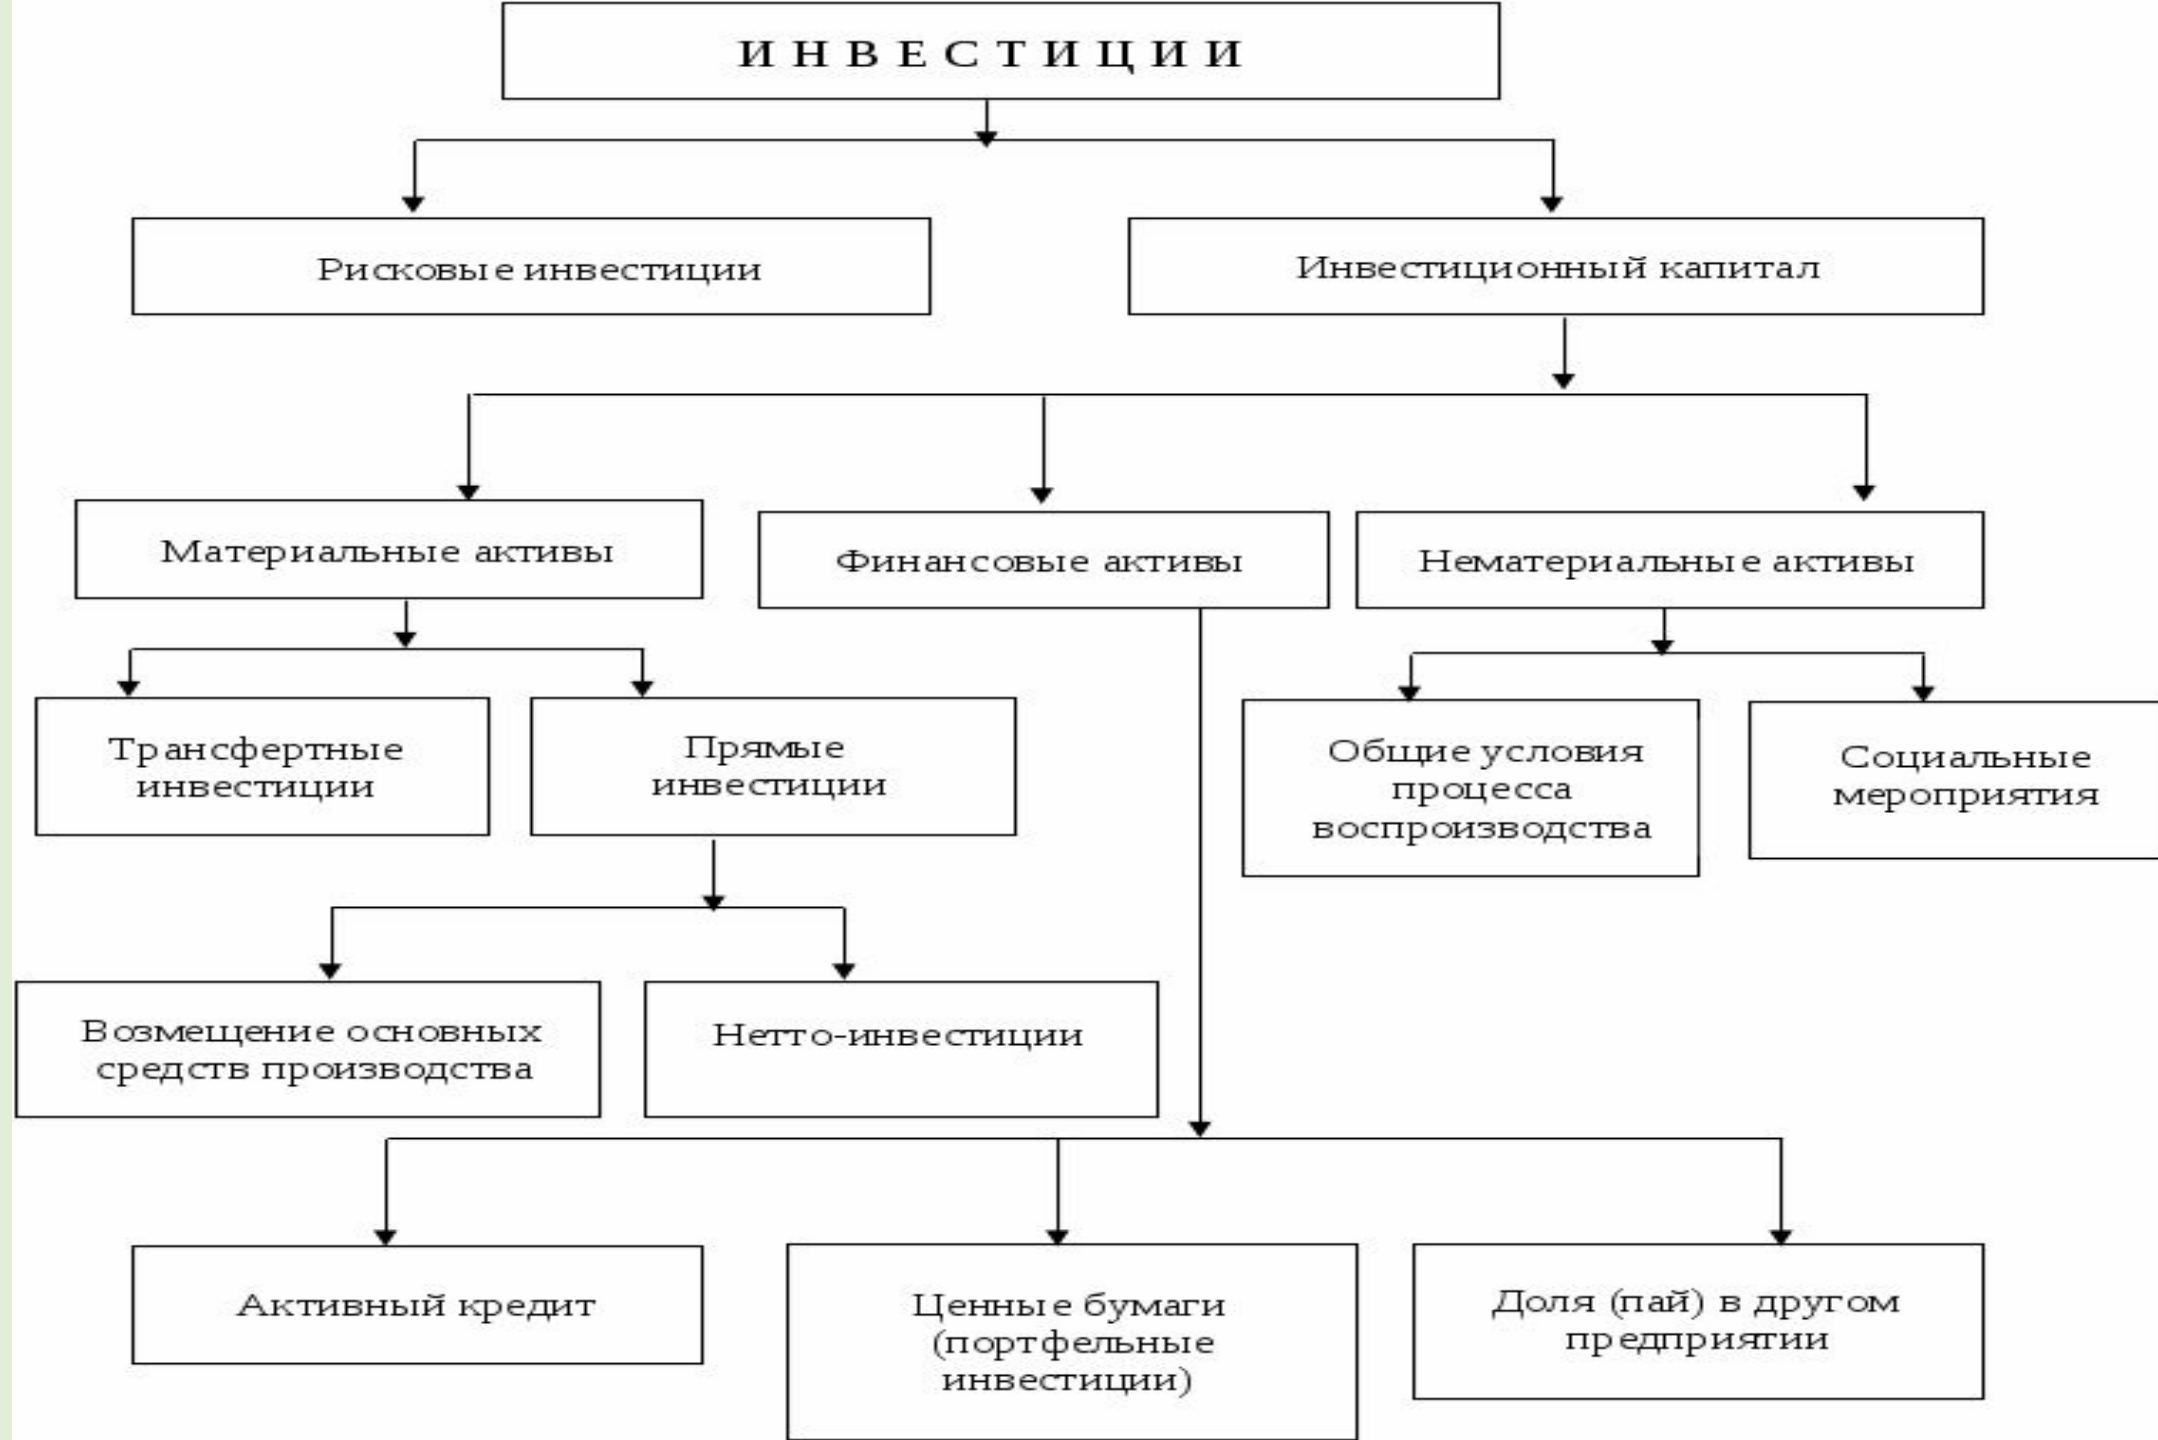 ИНВЕСТИЦИИ
Рисковые инвестиции
Инвестиционный капитал
Материальные активы
Финансовые активы
Нематериальные активы
Трансфертные
инвестиции
Прямые
инвестиции
Общие условия
процесса
воспроизводства
Социальные
мероприятия
Возмещение основных
средств производства
Нетто-инвестиции
Активный кредит
Ценные бумаги
(портфельные
инвестиции)
Доля (пай) в другом
предприятии